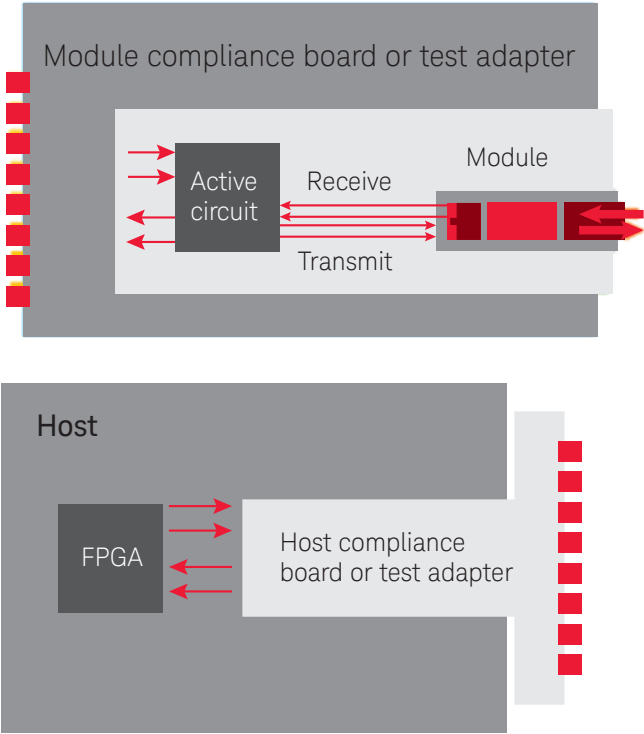 Module compliance board or test adapter
Module
Active
circuit
Receive
Transmit
Host
FPGA
Host compliance
board or test adapter